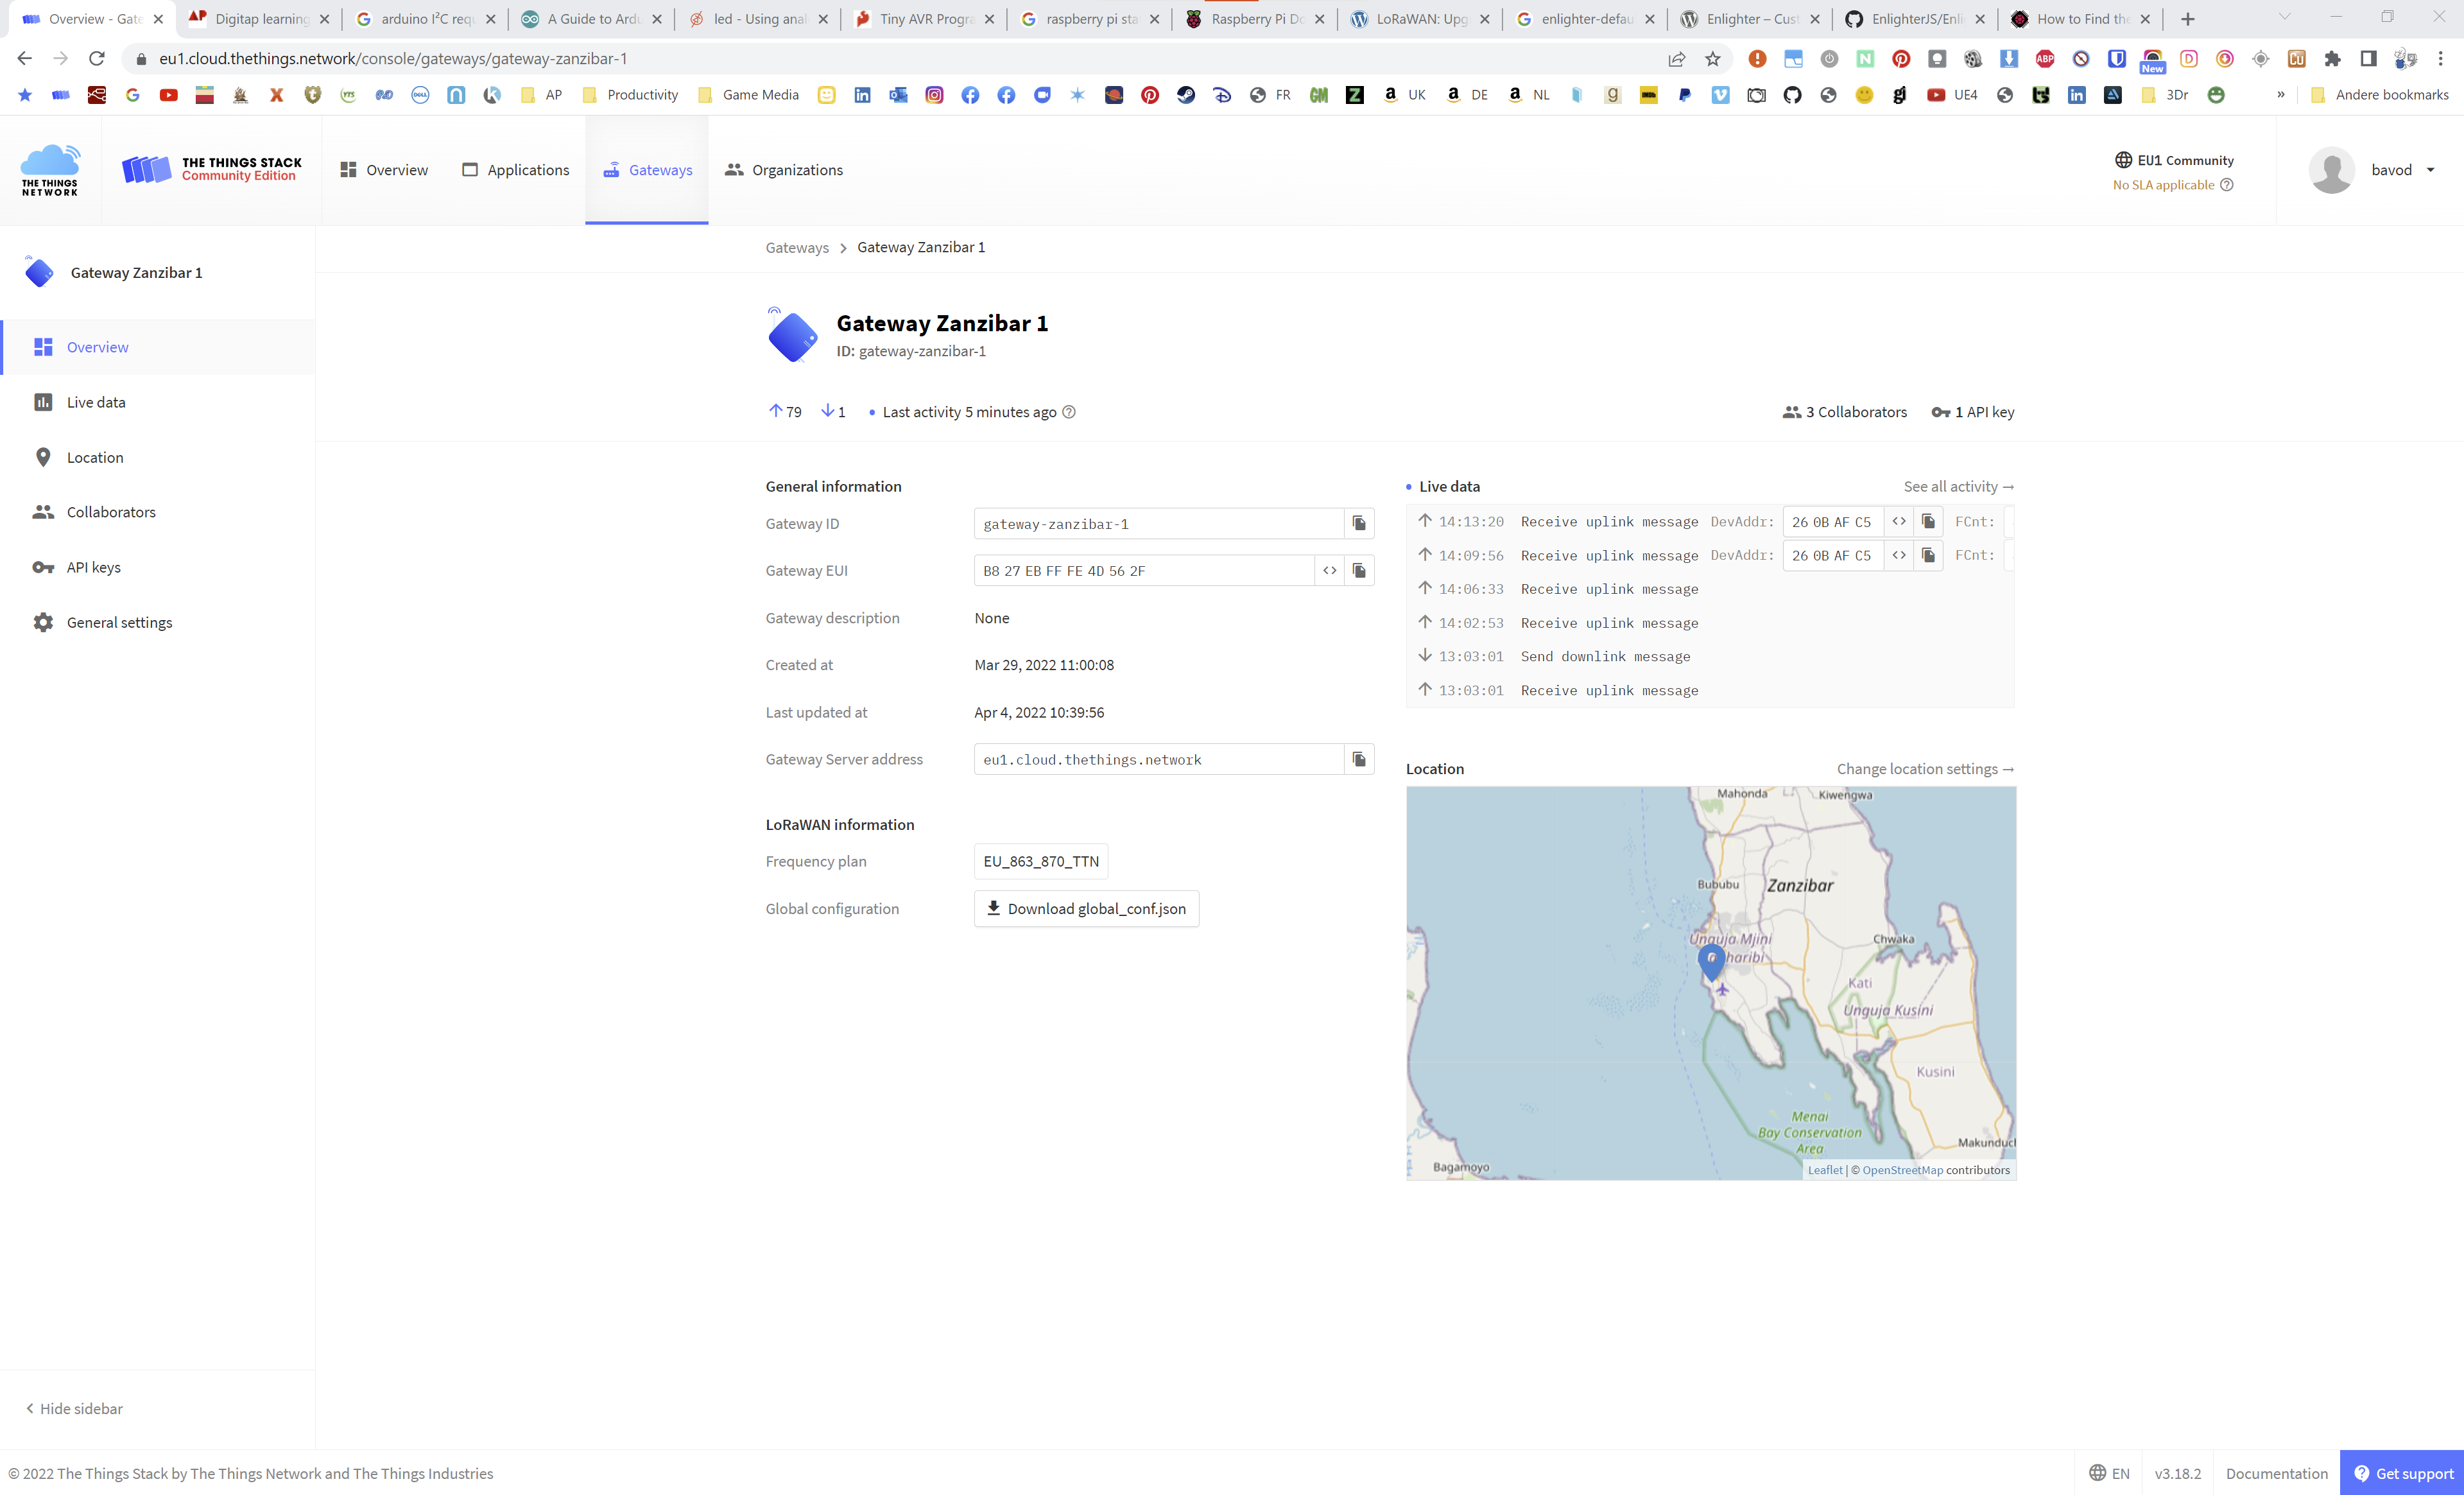 Overview - Gate
Digitap learning
arduino I²C requ
A Guide to Ardu
led - Using anal
Tiny AVR Progra
raspberry pi sta
Raspberry Pi Do
LoRaWAN: Upg
enlighter-defau
Enlighter – Cust
EnlighterJS/Enli
How to Find the
eu1.cloud.thethings.network/console/gateways/gateway-zanzibar-1
ABP
New
AP
Productivity
Game Media
FR
UK
DE
NL
UE4
3Dr
»
Andere bookmarks
THE THINGS
NETWORK
THE THINGS STACK
Community Edition
Overview
Applications
Gateways
Organizations
EU1 Community
No SLA applicable
bavod
Gateway Zanzibar 1
Overview
Live data
Location
Collaborators
API keys
General settings
Hide sidebar
Gateways > Gateway Zanzibar 1
Gateway Zanzibar 1
ID: gateway-zanzibar-1
↑ 79 ↓ 1 • Last activity 5 minutes ago
3 Collaborators
1 API key
General information
Gateway ID gateway-zanzibar-1
Gateway EUI B8 27 EB FF FE 4D 56 2F
Gateway description None
Created at Mar 29, 2022 11:00:08
Last updated at Apr 4, 2022 10:39:56
Gateway Server address eu1.cloud.thethings.network
LoRaWAN information
Frequency plan EU_863_870_TTN
Global configuration Download global_conf.json
• Live data
See all activity →
↑ 14:13:20 Receive uplink message DevAddr: 26 0B AF C5 <> FCnt:
↑ 14:09:56 Receive uplink message DevAddr: 26 0B AF C5 <> FCnt:
↑ 14:06:33 Receive uplink message
↑ 14:02:53 Receive uplink message
↓ 13:03:01 Send downlink message
↑ 13:03:01 Receive uplink message
Location
Change location settings →
Mahonda
Kiwengwa
Bububu
Zanzibar
Unguja Mjini
gharibi
Chwaka
Kati
Unguja Kusini
Kusini
Menai
Bay Conservation
Area
Makunduch
Bagamoyo
Leaflet | © OpenStreetMap contributors
© 2022 The Things Stack by The Things Network and The Things Industries
EN
v3.18.2
Documentation
Get support